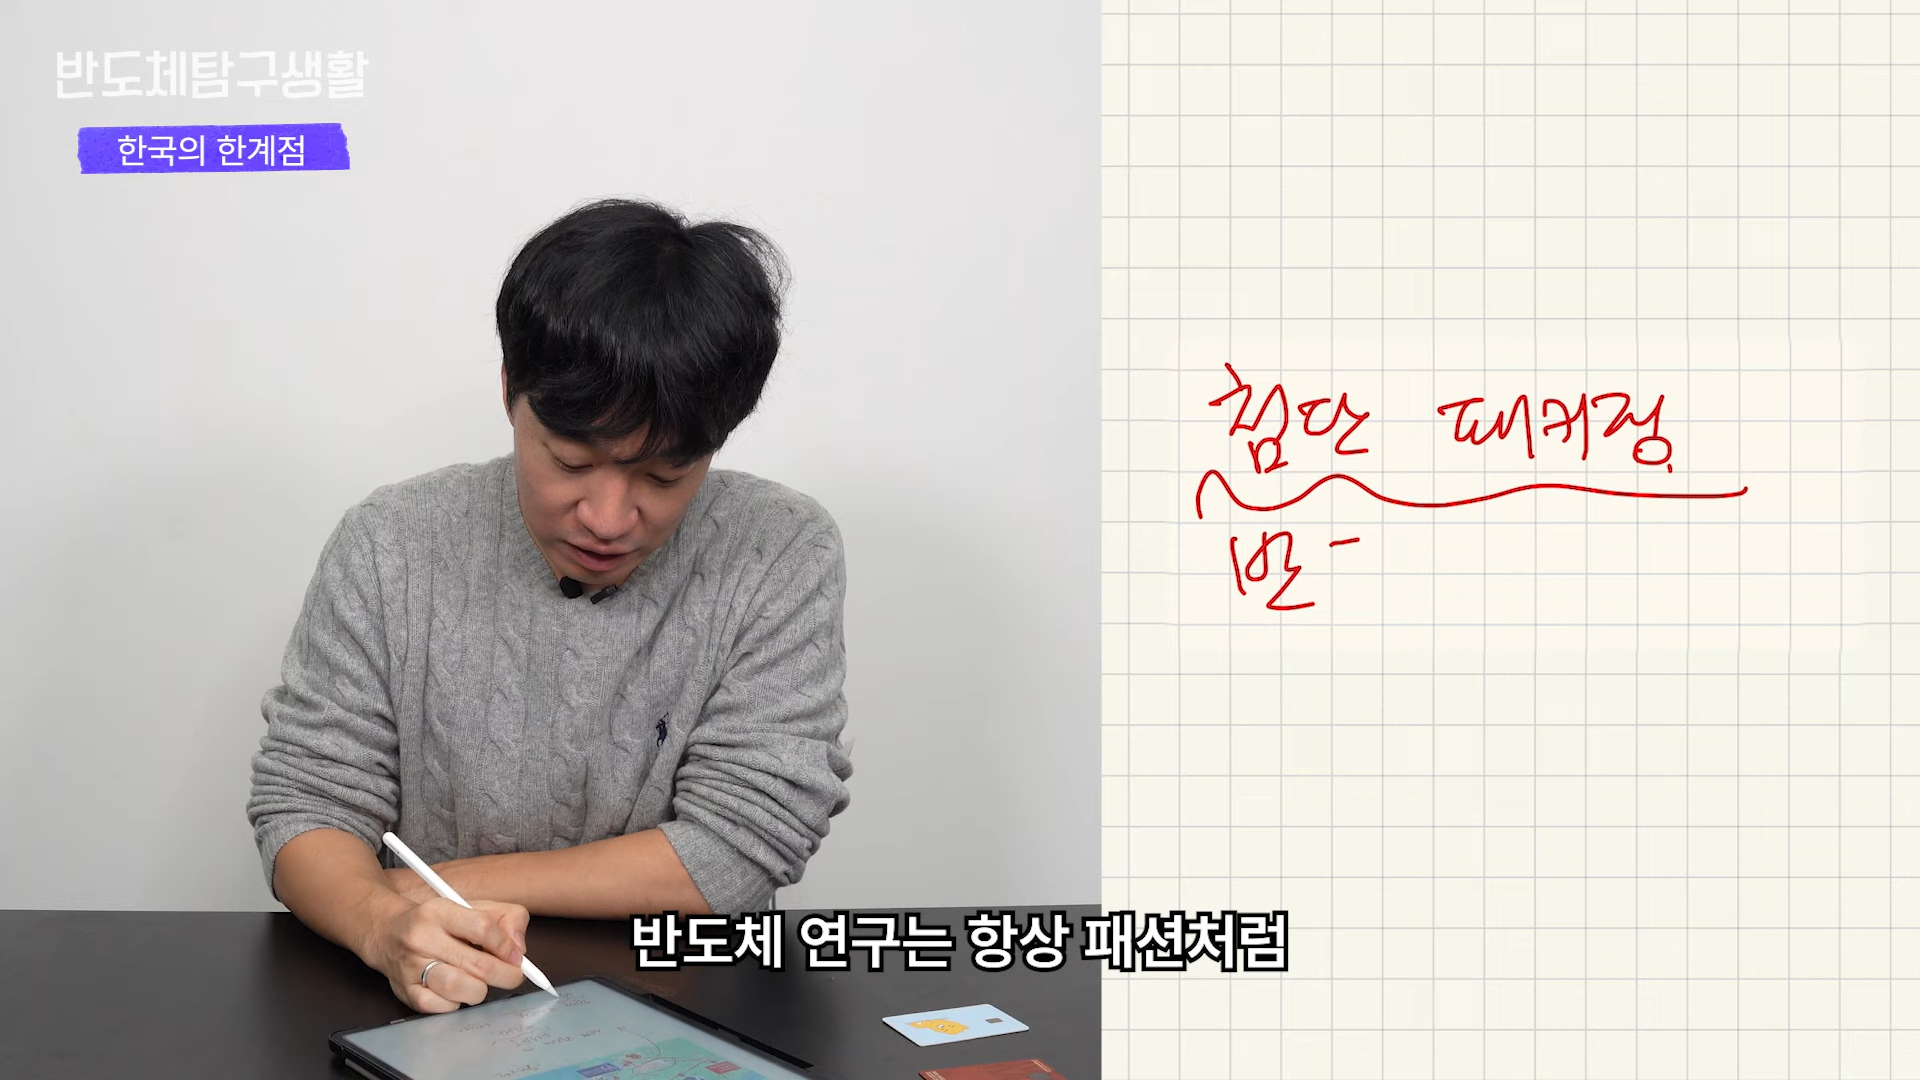 반도체탐구생활
한국의 한계점
첨단 패키징
반
반도체 연구는 항상 패션처럼